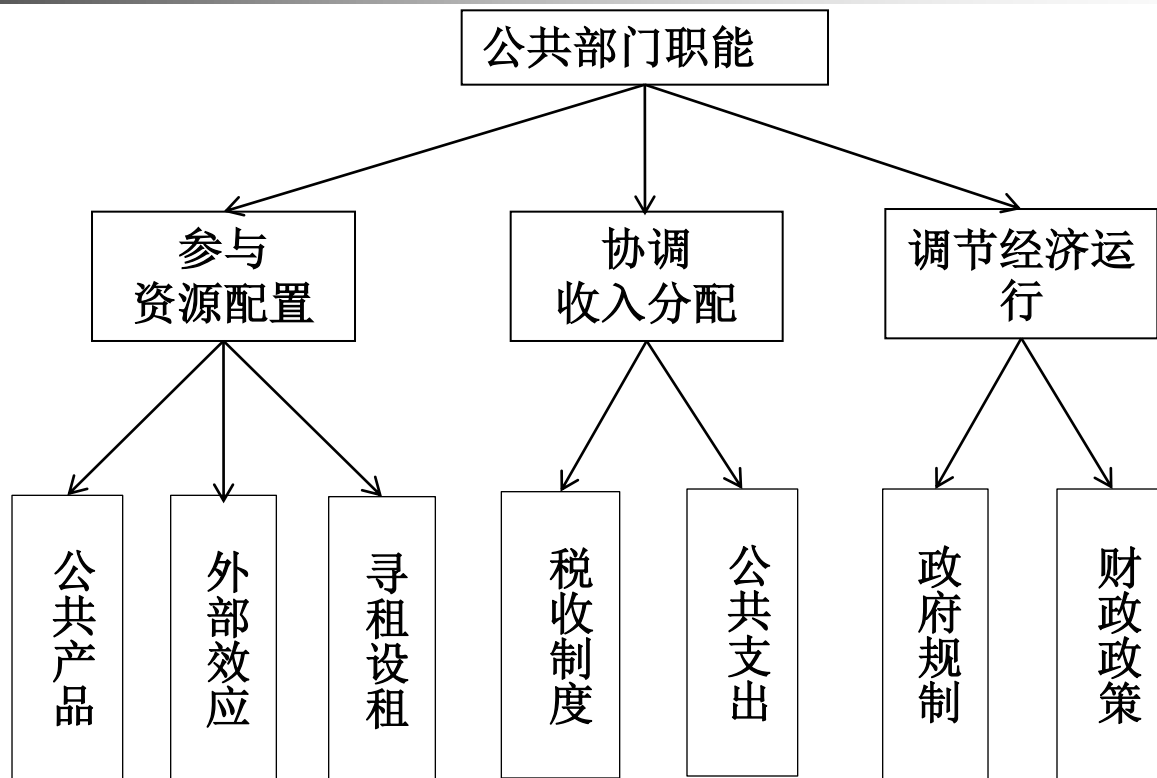 公共部门职能
参与
资源配置
协调
收入分配
调节经济运
行
公共产品
外部效应
寻租设租
税收制度
公共支出
政府规制
财政政策